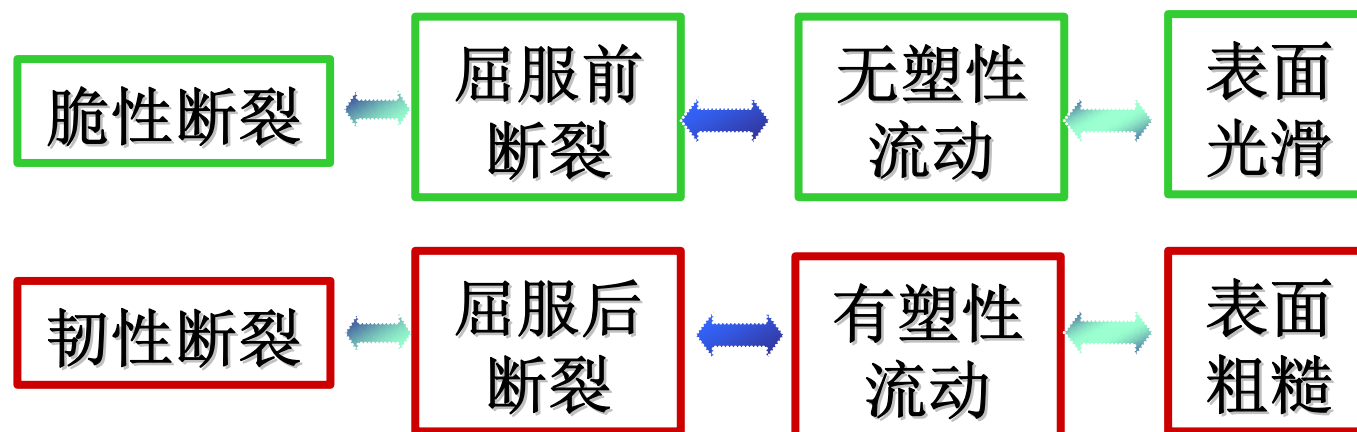 脆性断裂
屈服前
断裂
无塑性
流动
表面
光滑
韧性断裂
屈服后
断裂
有塑性
流动
表面
粗糙